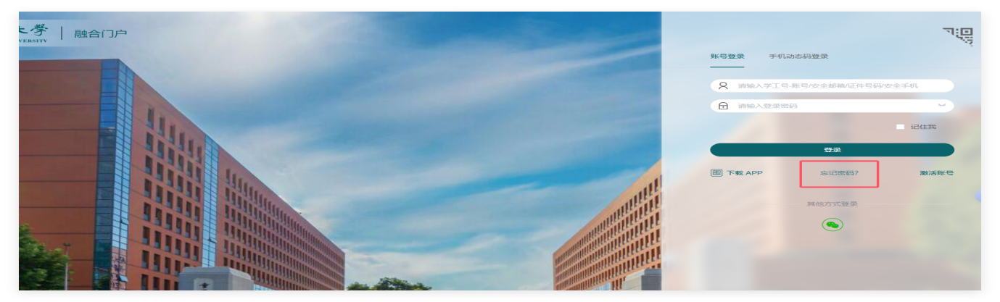 大學
VERSITY
融合门户
账号登录 手机动态码登录
请输入学工号-账号/安全邮箱/证件号码/安全手机
请输入登录密码
记住我
登录
下载 APP 忘记密码? 激活账号
其他方式登录